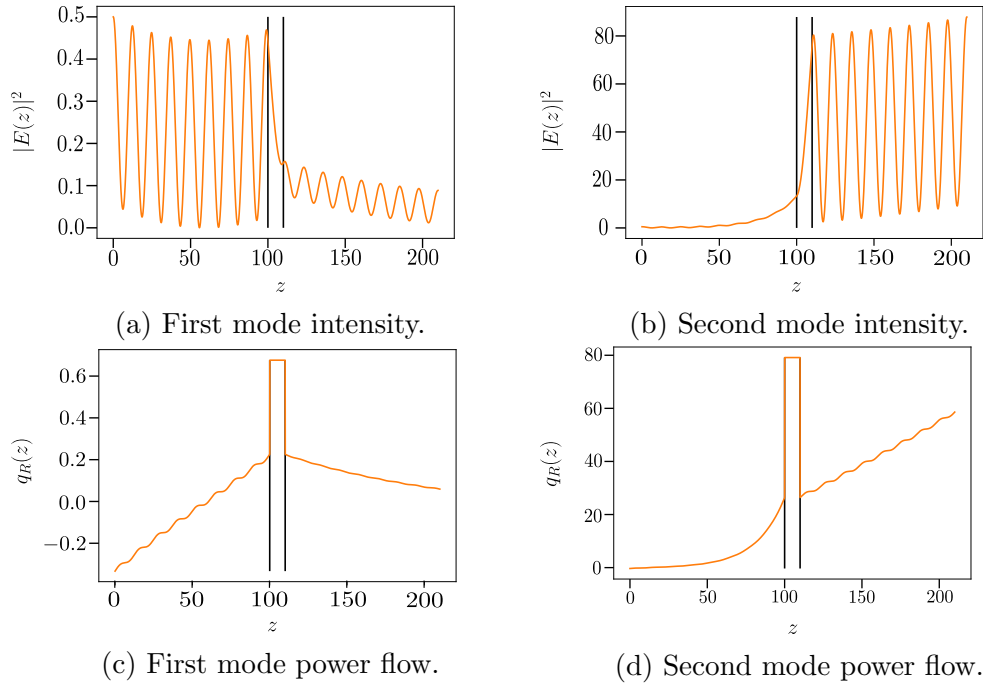 0.5
0.4
0.3
0.2
0.1
0.0
|E(z)|²
0 50 100 150 200
z
(a) First mode intensity.
80
60
40
20
0
|E(z)|²
0 50 100 150 200
z
(b) Second mode intensity.
0.6
0.4
0.2
0.0
−0.2
q_R(z)
0 50 100 150 200
z
(c) First mode power flow.
80
60
40
20
0
q_R(z)
0 50 100 150 200
z
(d) Second mode power flow.